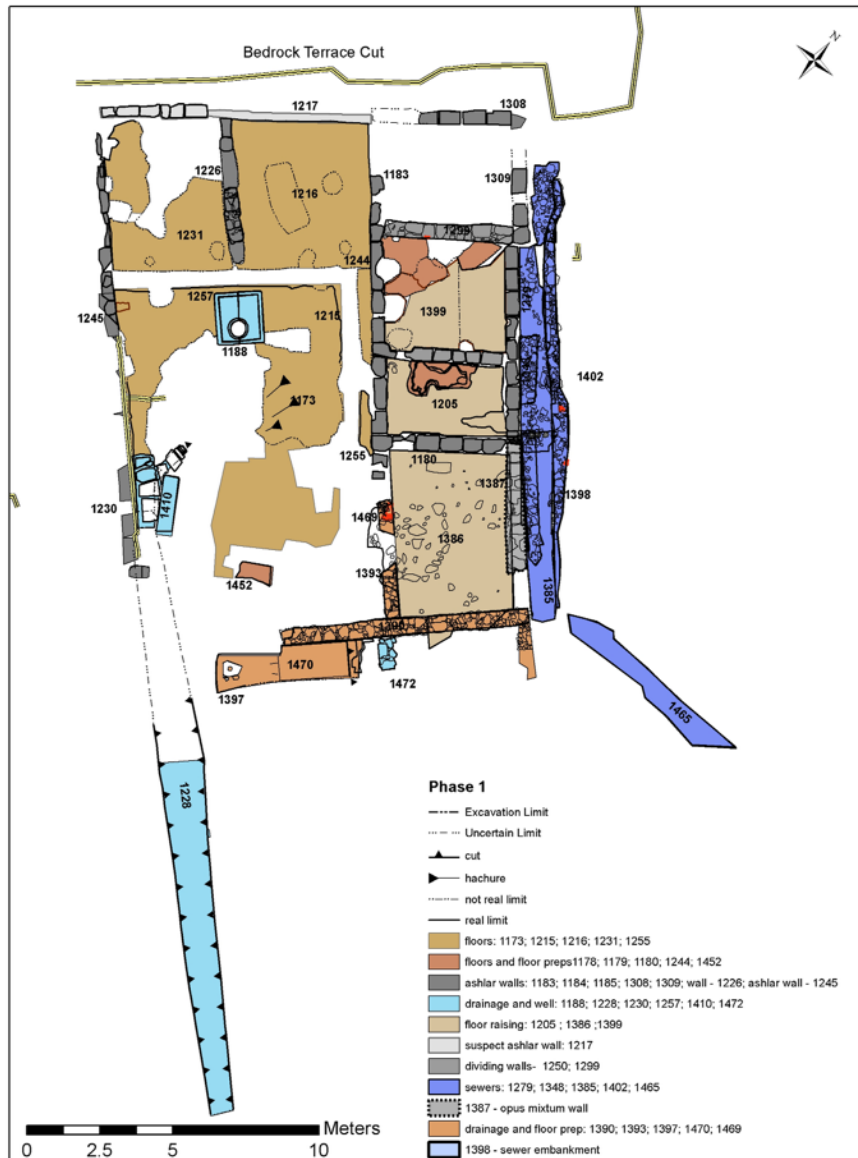 Bedrock Terrace Cut
N
1217
1308
1226
1183
1309
1216
1231
1299
1244
1257
1215
1279
1245
1399
1188
1402
1173
1205
1255
1180
1387
1398
1410
1230
1469
1386
1452
1393
1385
1390
1470
1397
1472
1465
1228
Phase 1
Excavation Limit
Uncertain Limit
cut
hachure
not real limit
real limit
floors: 1173; 1215; 1216; 1231; 1255
floors and floor preps1178; 1179; 1180; 1244; 1452
ashlar walls: 1183; 1184; 1185; 1308; 1309; wall - 1226; ashlar wall - 1245
drainage and well: 1188; 1228; 1230; 1257; 1410; 1472
floor raising: 1205 ; 1386 ;1399
suspect ashlar wall: 1217
dividing walls- 1250; 1299
sewers: 1279; 1348; 1385; 1402; 1465
1387 - opus mixtum wall
drainage and floor prep: 1390; 1393; 1397; 1470; 1469
1398 - sewer embankment
Meters
0 2.5 5 10